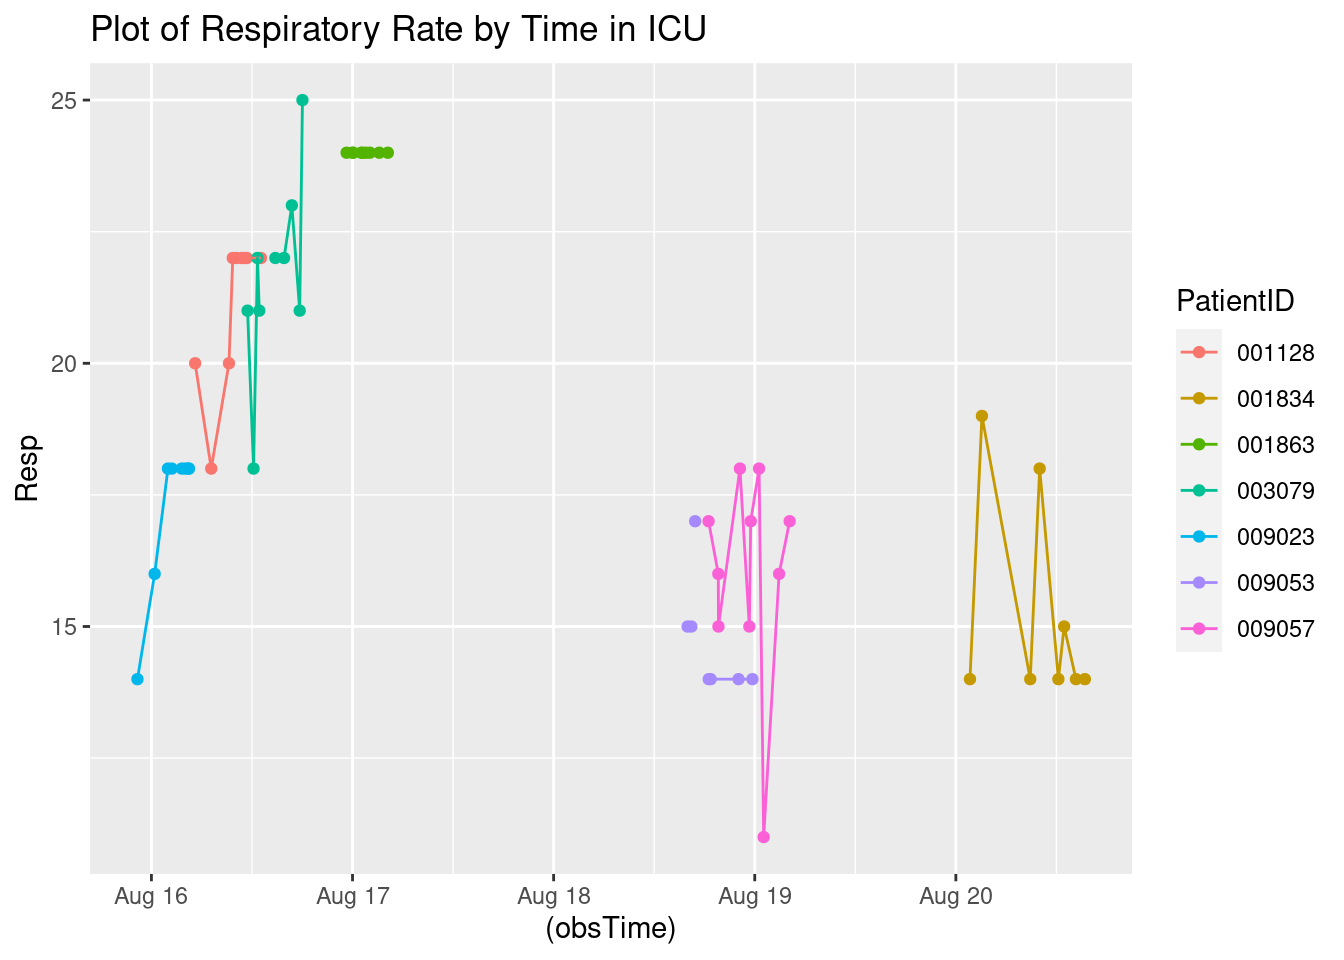 Plot of Respiratory Rate by Time in ICU
25
20
15
Resp
Aug 16
Aug 17
Aug 18
Aug 19
Aug 20
(obsTime)
PatientID
001128
001834
001863
003079
009023
009053
009057